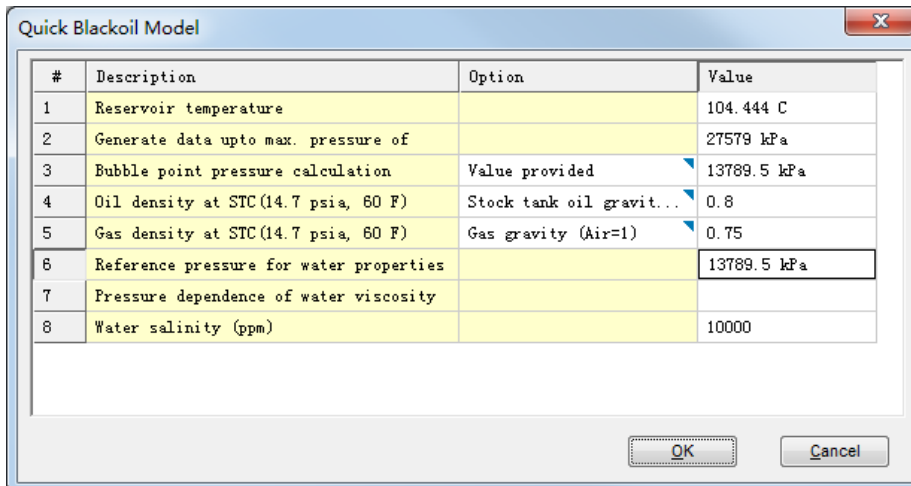 Quick Blackoil Model
# Description Option Value
1 Reservoir temperature 104.444 C
2 Generate data upto max. pressure of 27579 kPa
3 Bubble point pressure calculation Value provided 13789.5 kPa
4 Oil density at STC(14.7 psia, 60 F) Stock tank oil gravit... 0.8
5 Gas density at STC(14.7 psia, 60 F) Gas gravity (Air=1) 0.75
6 Reference pressure for water properties 13789.5 kPa
7 Pressure dependence of water viscosity
8 Water salinity (ppm) 10000
OK Cancel